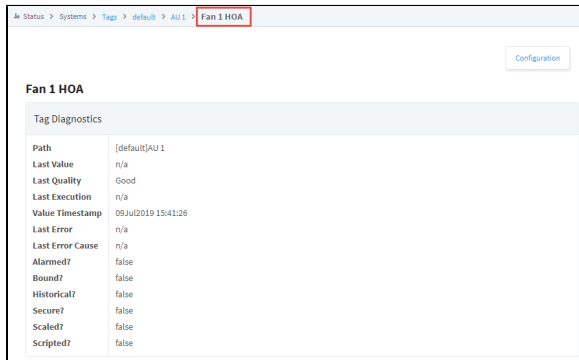 Status > Systems > Tags > default > AU 1 > Fan 1 HOA
Configuration
Fan 1 HOA
Tag Diagnostics
Path [default]AU 1
Last Value n/a
Last Quality Good
Last Execution n/a
Value Timestamp 09Jul2019 15:41:26
Last Error n/a
Last Error Cause n/a
Alarmed? false
Bound? false
Historical? false
Secure? false
Scaled? false
Scripted? false